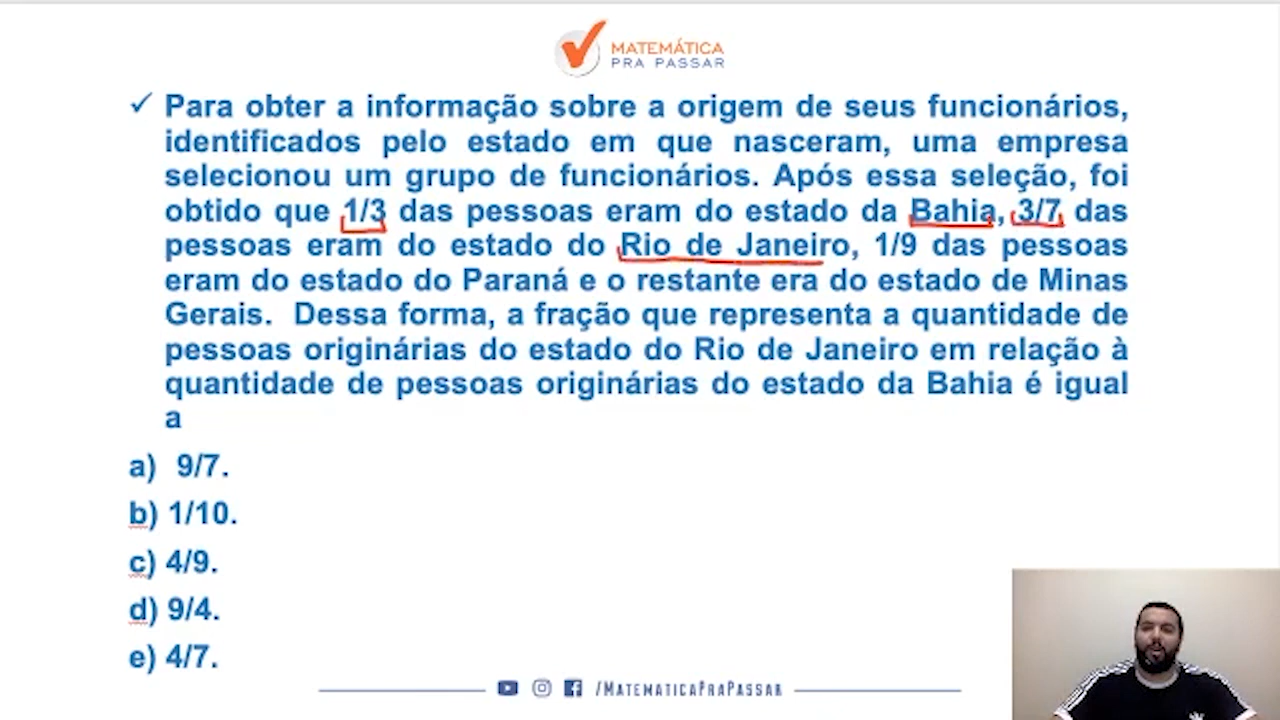 MATEMÁTICA
PRA PASSAR
✓ Para obter a informação sobre a origem de seus funcionários,
identificados pelo estado em que nasceram, uma empresa
selecionou um grupo de funcionários. Após essa seleção, foi
obtido que 1/3 das pessoas eram do estado da Bahia, 3/7 das
pessoas eram do estado do Rio de Janeiro, 1/9 das pessoas
eram do estado do Paraná e o restante era do estado de Minas
Gerais. Dessa forma, a fração que representa a quantidade de
pessoas originárias do estado do Rio de Janeiro em relação à
quantidade de pessoas originárias do estado da Bahia é igual
a
a) 9/7.
b) 1/10.
c) 4/9.
d) 9/4.
e) 4/7.
/MATEMATICAPRAPASSAR